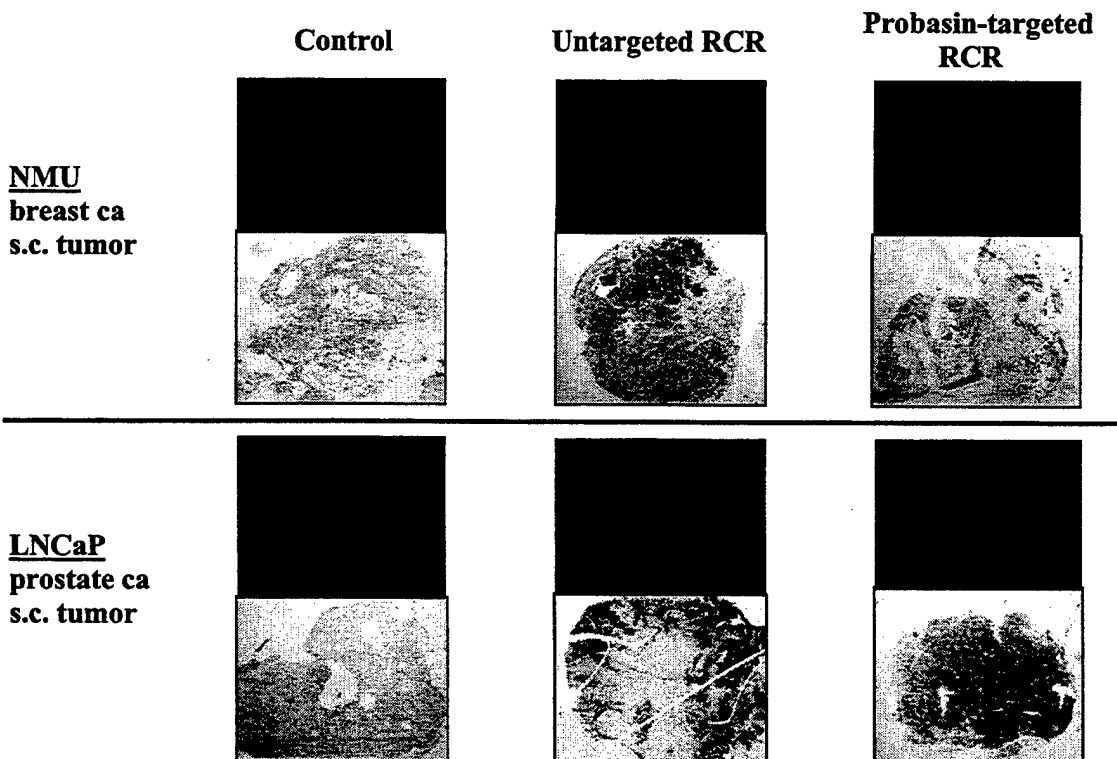 Control
Untargeted RCR
Probasin-targeted
RCR
NMU
breast ca
s.c. tumor
LNCaP
prostate ca
s.c. tumor